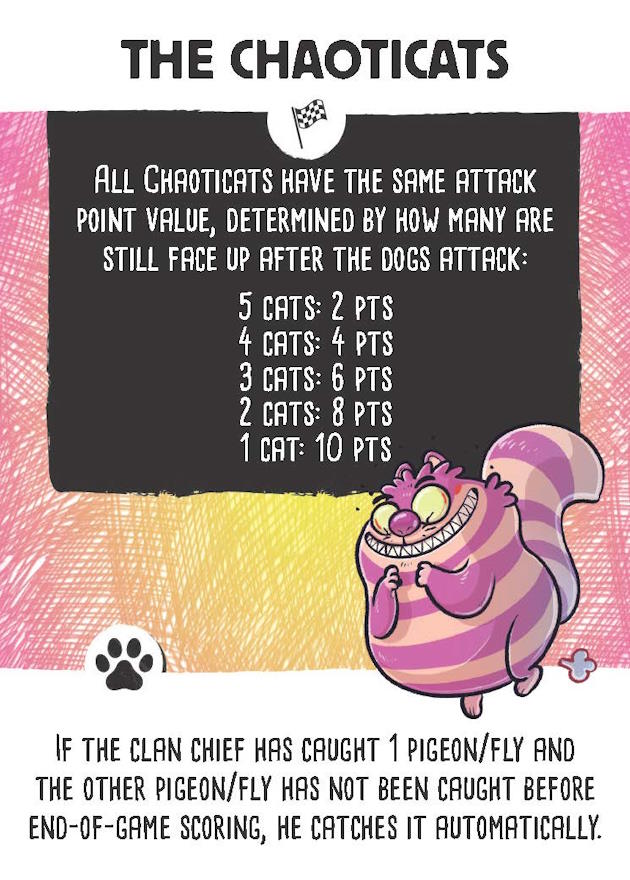 THE CHAOTICATS
All Chaoticats have the same attack
point value, determined by how many are
still face up after the dogs attack:
5 cats: 2 pts
4 cats: 4 pts
3 cats: 6 pts
2 cats: 8 pts
1 cat: 10 pts
If the clan chief has caught 1 pigeon/fly and
the other pigeon/fly has not been caught before
end-of-game scoring, he catches it automatically.